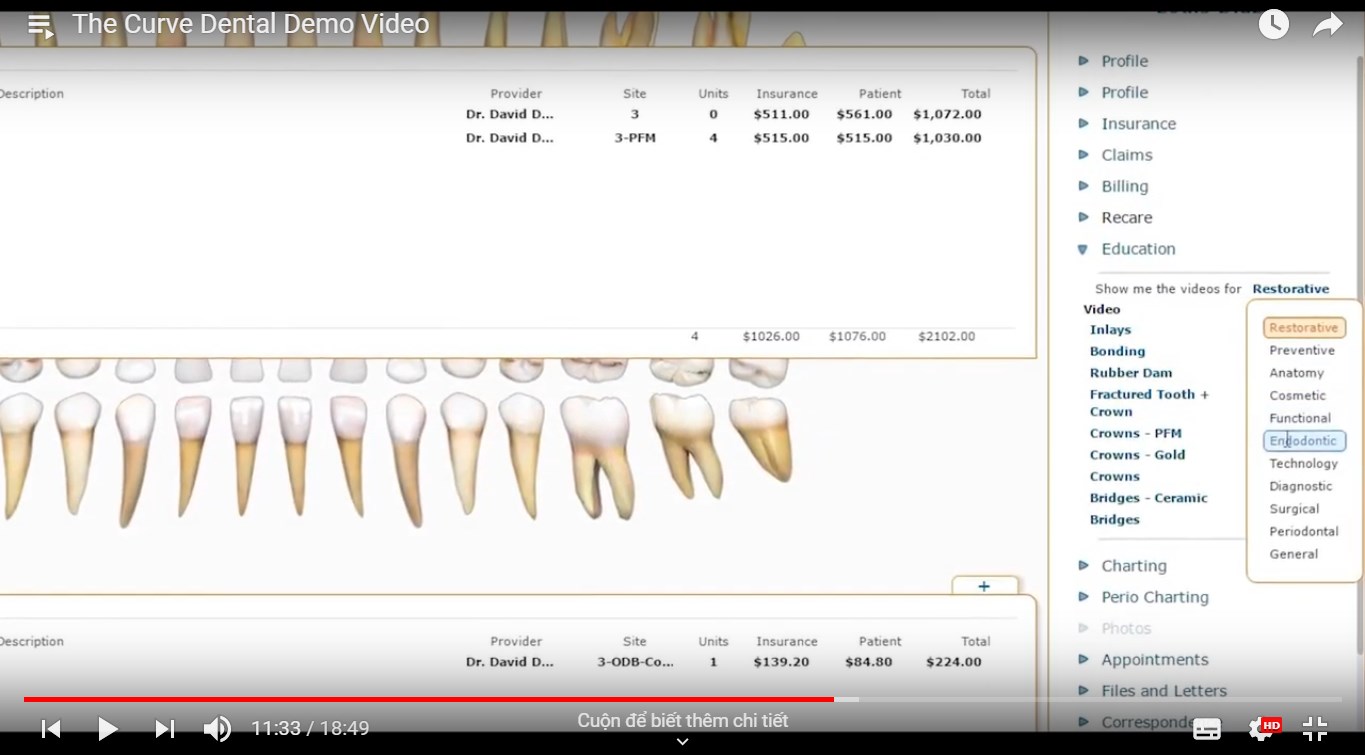 The Curve Dental Demo Video
Description Provider Site Units Insurance Patient Total
Dr. David D... 3 0 $511.00 $561.00 $1,072.00
Dr. David D... 3-PFM 4 $515.00 $515.00 $1,030.00
4 $1026.00 $1076.00 $2102.00
+
Description Provider Site Units Insurance Patient Total
Dr. David D... 3-ODB-Co... 1 $139.20 $84.80 $224.00
Profile
Profile
Insurance
Claims
Billing
Recare
Education
Show me the videos for Restorative
Video
Inlays
Bonding
Rubber Dam
Fractured Tooth +
Crown
Crowns - PFM
Crowns - Gold
Crowns
Bridges - Ceramic
Bridges
Restorative
Preventive
Anatomy
Cosmetic
Functional
Endodontic
Technology
Diagnostic
Surgical
Periodontal
General
Charting
Perio Charting
Photos
Appointments
Files and Letters
11:33 / 18:49
Cuộn để biết thêm chi tiết
HD